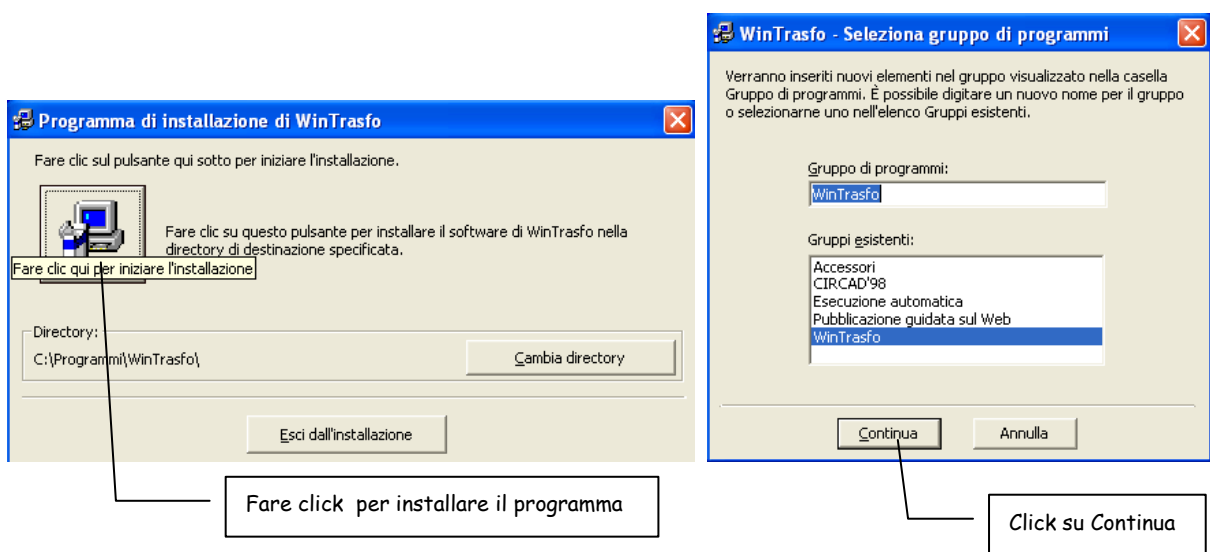 Programma di installazione di WinTrasfo
Fare clic sul pulsante qui sotto per iniziare l'installazione.
Fare clic su questo pulsante per installare il software di WinTrasfo nella
directory di destinazione specificata.
Fare clic qui per iniziare l'installazione
Directory:
C:\Programmi\WinTrasfo\
Cambia directory
Esci dall'installazione
Fare click per installare il programma
WinTrasfo - Seleziona gruppo di programmi
Verranno inseriti nuovi elementi nel gruppo visualizzato nella casella
Gruppo di programmi. È possibile digitare un nuovo nome per il gruppo
o selezionarne uno nell'elenco Gruppi esistenti.
Gruppo di programmi:
WinTrasfo
Gruppi esistenti:
Accessori
CIRCAD'98
Esecuzione automatica
Pubblicazione guidata sul Web
WinTrasfo
Continua
Annulla
Click su Continua